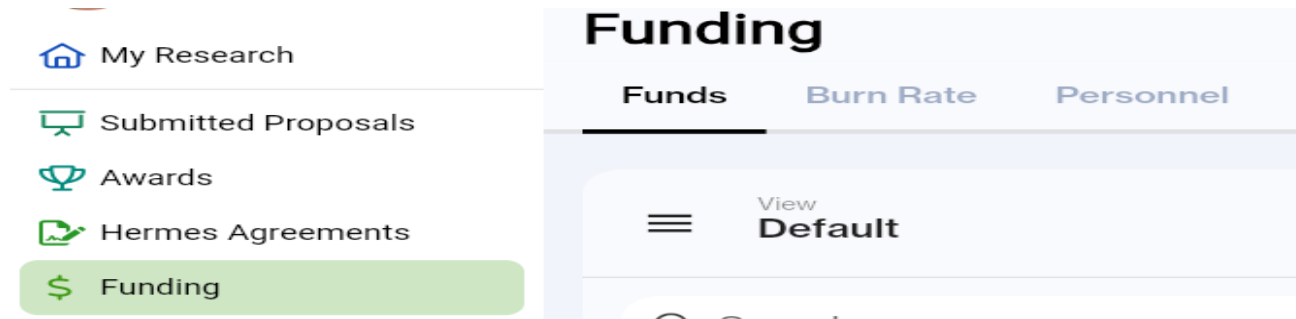 My Research
Submitted Proposals
Awards
Hermes Agreements
Funding
Funding
Funds Burn Rate Personnel
View
Default